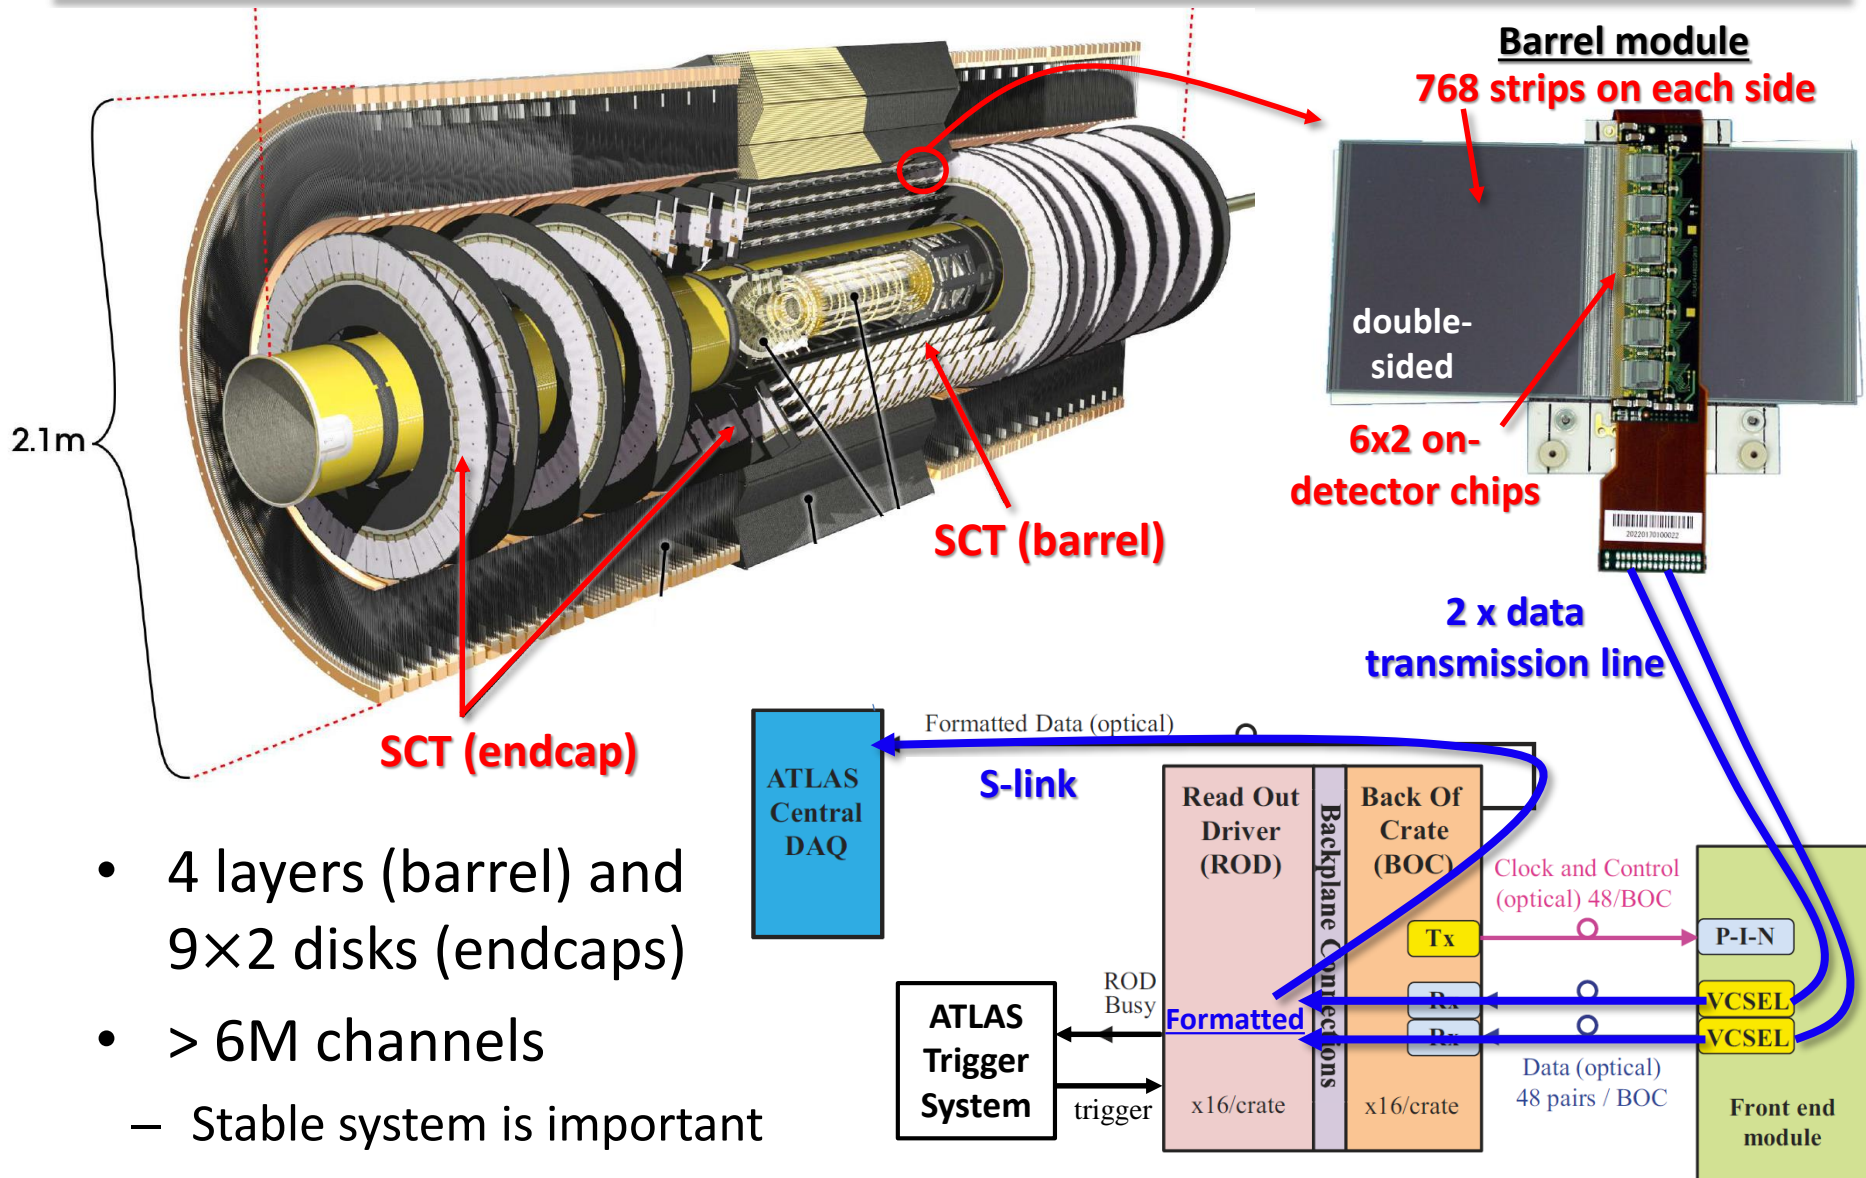 Barrel module
768 strips on each side
double-
sided
6x2 on-
detector chips
20220170100022
2.1m
SCT (barrel)
SCT (endcap)
2 x data
transmission line
Formatted Data (optical)
S-link
ATLAS
Central
DAQ
Read Out
Driver
(ROD)
Backplane Connections
Back Of
Crate
(BOC)
Clock and Control
(optical) 48/BOC
Tx
P-I-N
Rx
VCSEL
Rx
VCSEL
Formatted
ROD
Busy
ATLAS
Trigger
System
trigger
x16/crate
x16/crate
Data (optical)
48 pairs / BOC
Front end
module
• 4 layers (barrel) and
9×2 disks (endcaps)
• > 6M channels
– Stable system is important